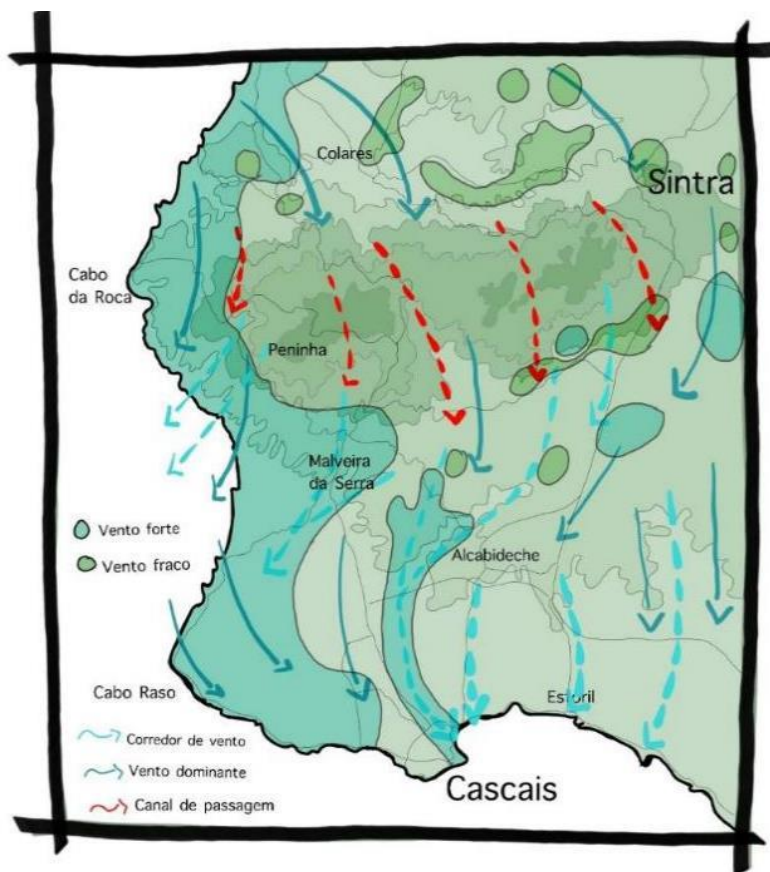 Colares
Sintra
Cabo
da Roca
Peninha
Malveira
da Serra
Vento forte
Vento fraco
Alcabideche
Cabo Raso
Estoril
Corredor de vento
Vento dominante
Canal de passagem
Cascais